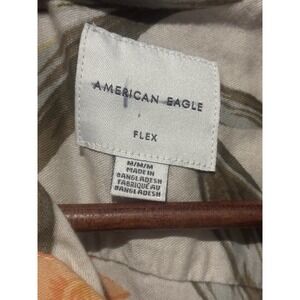 AMERICAN EAGLE
FLEX
M/M/M
MADE IN
BANGLADESH
FABRIQUÉ AU
BANGLADESH